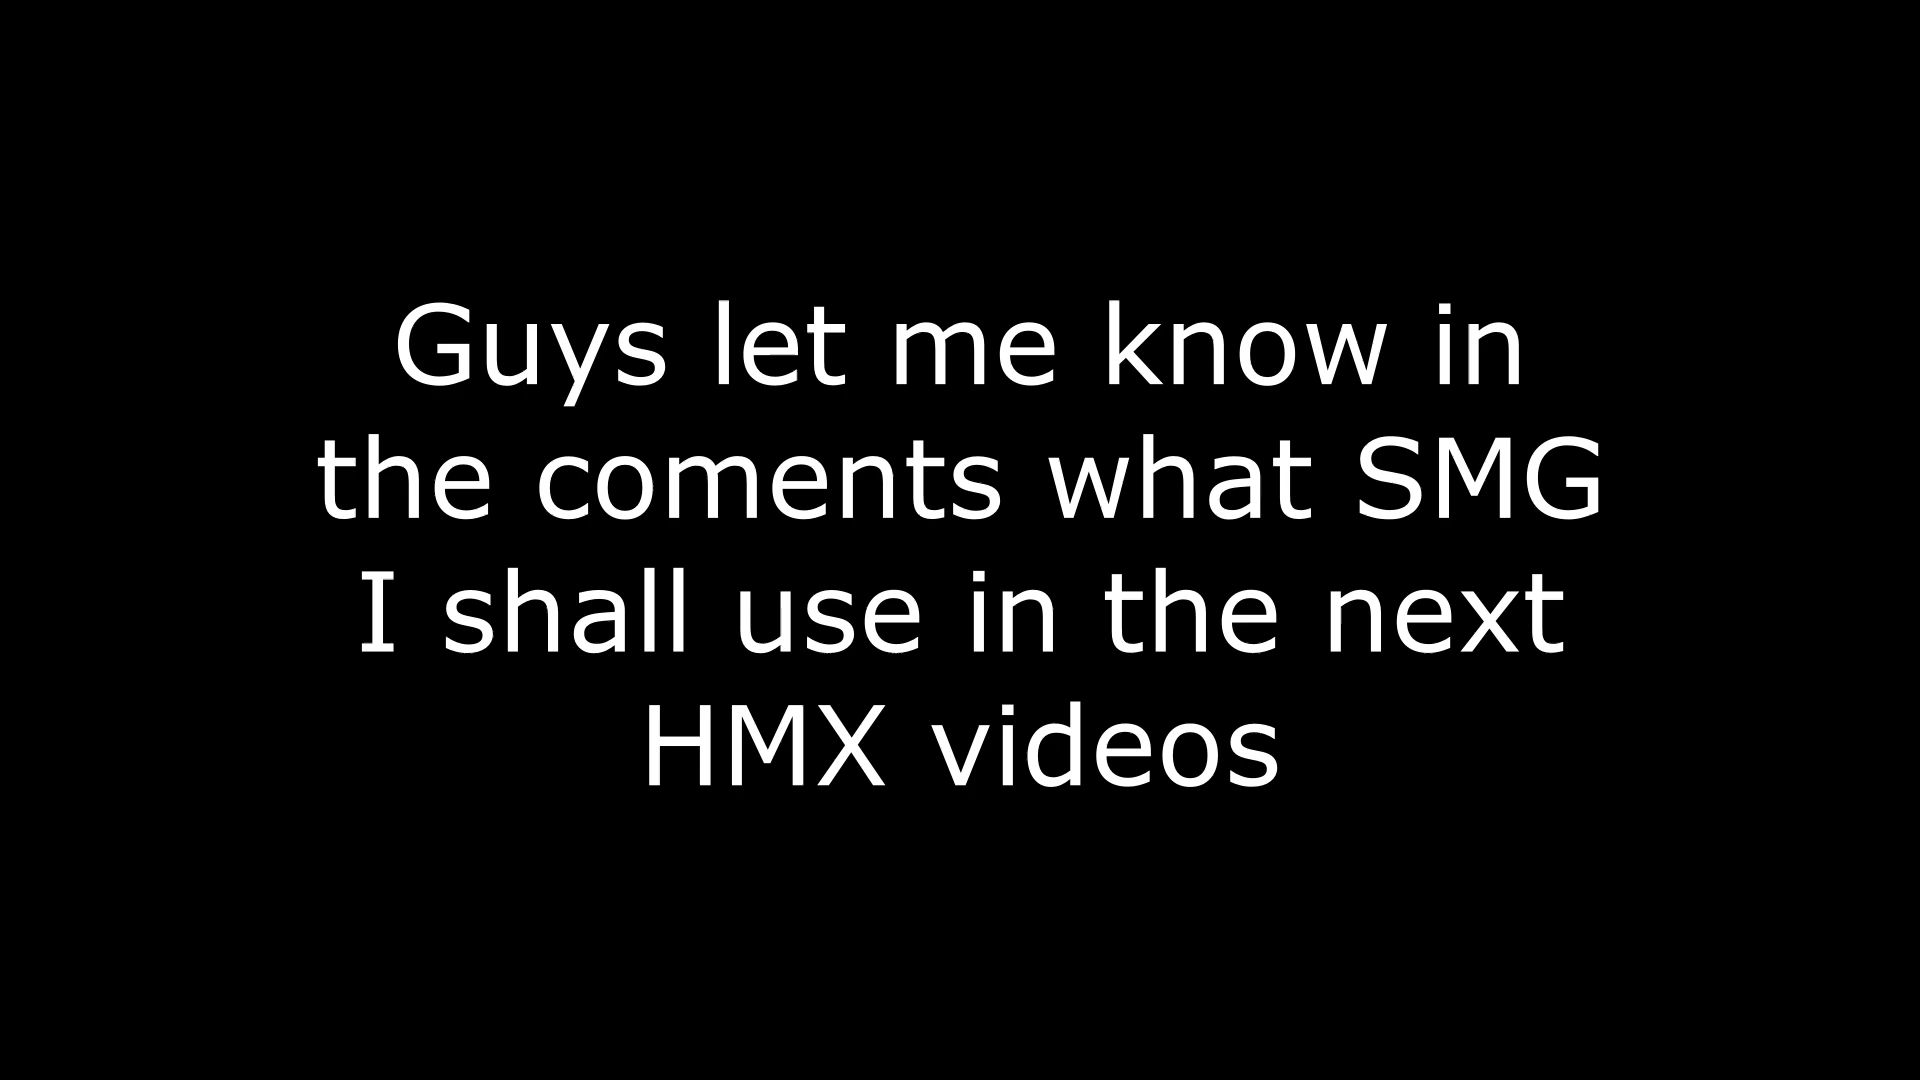 Guys let me know in
the coments what SMG
I shall use in the next
HMX videos